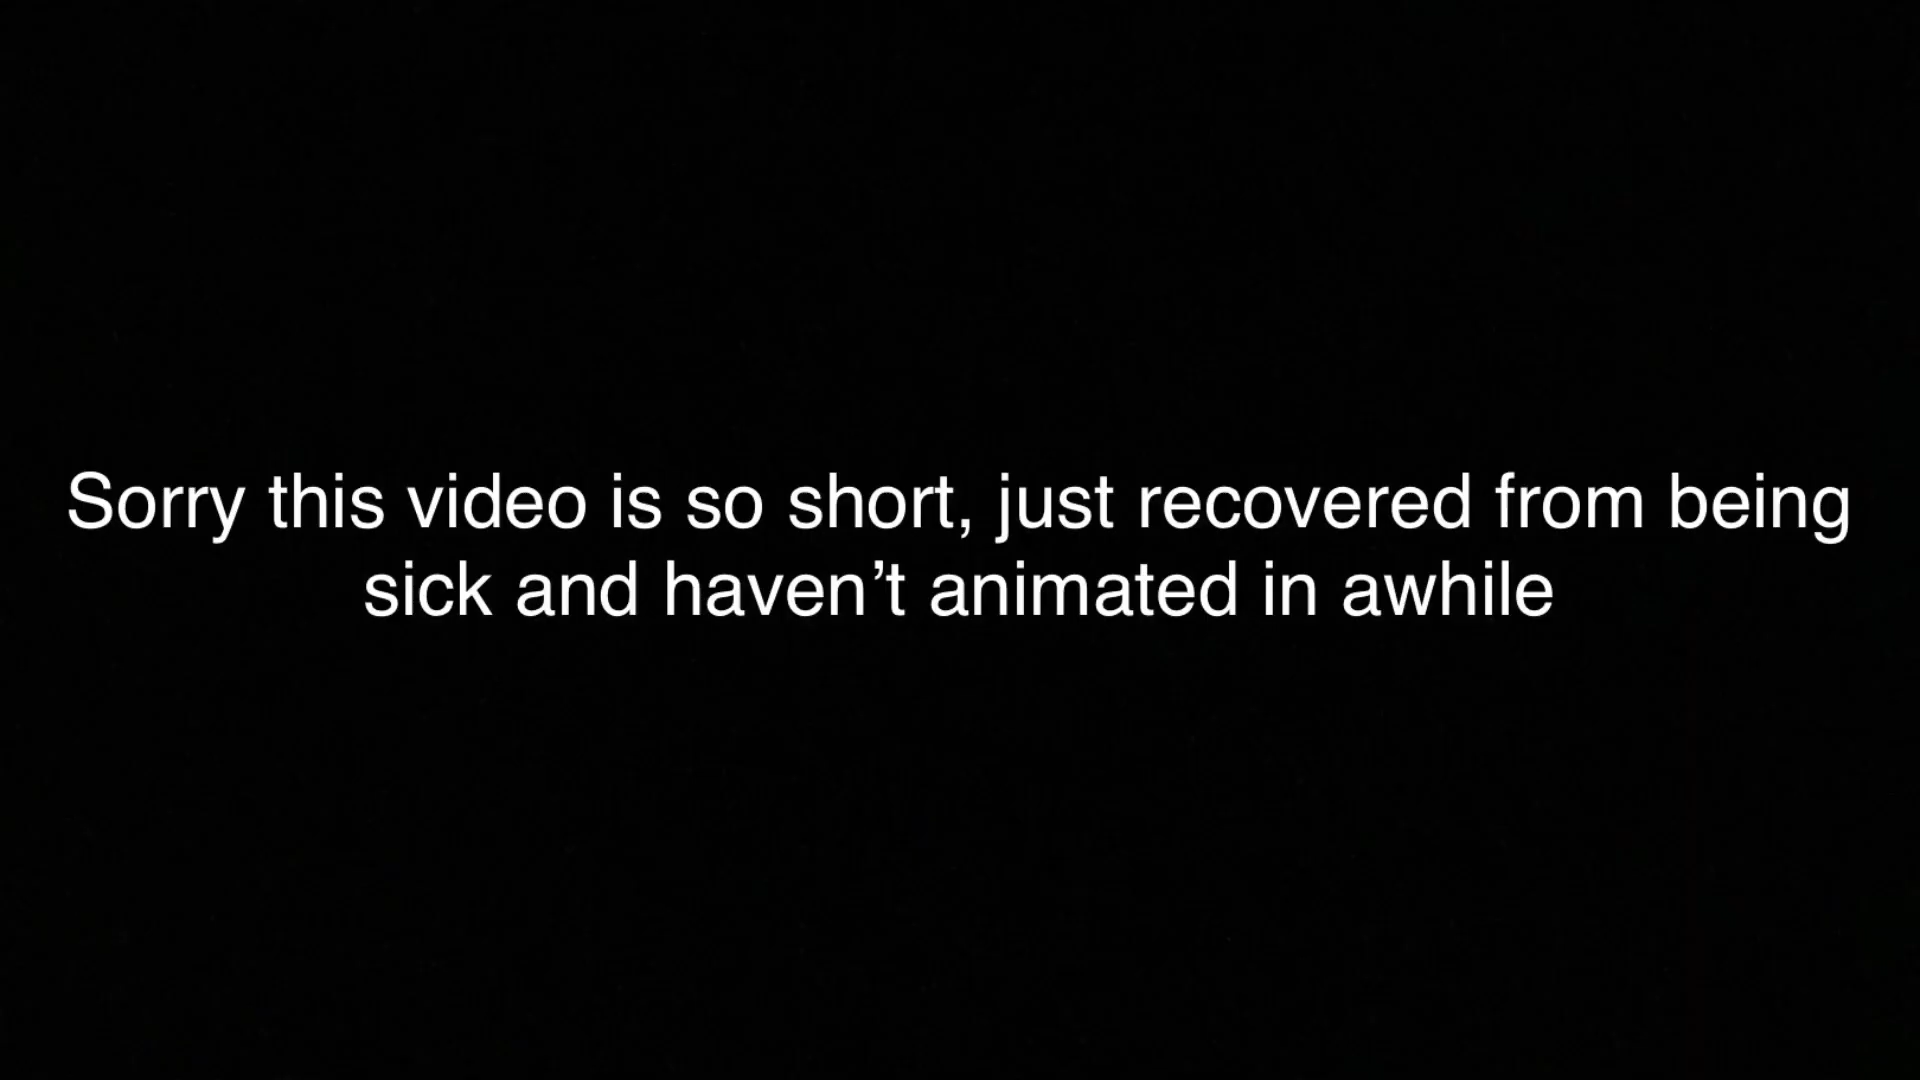 Sorry this video is so short, just recovered from being
sick and haven’t animated in awhile